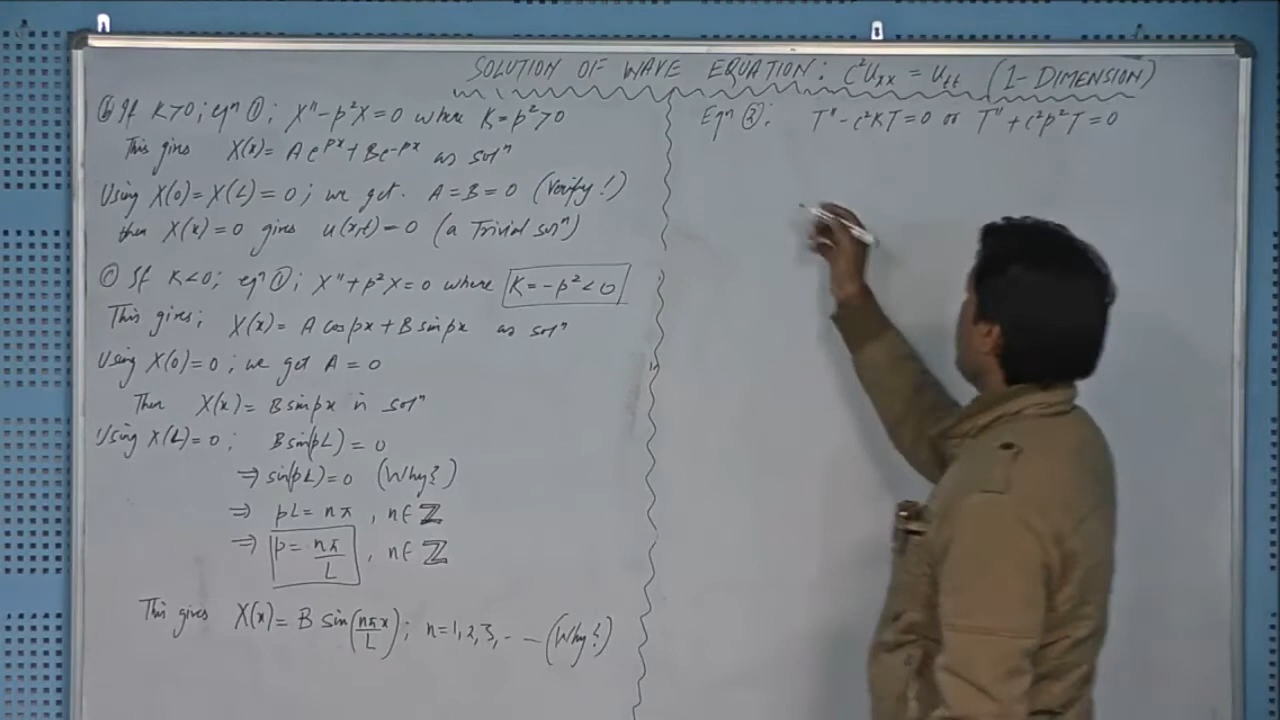 SOLUTION OF WAVE EQUATION: C²Uxx = Utt (1-DIMENSION)
(b) If K>0; eqⁿ ①; X" - p²X = 0 where K = p² > 0
This gives X(x) = A e^px + B e^-px as solⁿ
Using X(0) = X(L) = 0; we get. A = B = 0 (Verify!)
then X(x) = 0 gives u(x,t) = 0 (a Trivial solⁿ)
If K<0; eqⁿ ①; X" + p²X = 0 where K = -p² < 0
This gives; X(x) = A cos px + B sin px as solⁿ
Using X(0) = 0; we get A = 0
Then X(x) = B sin px is solⁿ
Using X(L) = 0; B sin(pL) = 0
⇒ sin(pL) = 0 (Why?)
⇒ pL = nπ, n∈ℤ
⇒ p = nπ/L, n∈ℤ
This gives X(x) = B sin(nπx/L); n = 1, 2, 3, - - (Why?)
Eqⁿ ②; T" - c²KT = 0 or T" + c²p²T = 0